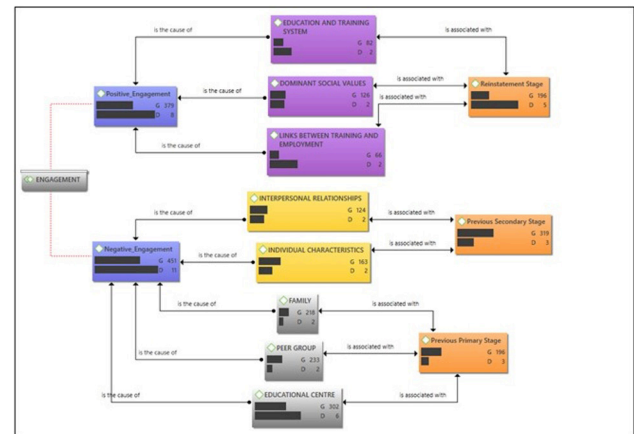 is the cause of
EDUCATION AND TRAINING
SYSTEM
G 82
D 2
is associated with
Positive_Engagement
G 379
D 8
is the cause of
DOMINANT SOCIAL VALUES
G 126
D 2
is associated with
Reinstatement Stage
G 196
D 5
is associated with
is the cause of
LINKS BETWEEN TRAINING AND
EMPLOYMENT
G 66
D 2
ENGAGEMENT
is the cause of
INTERPERSONAL RELATIONSHIPS
G 124
D 2
is associated with
Previous Secondary Stage
G 319
D 3
Negative_Engagement
G 451
D 11
is the cause of
INDIVIDUAL CHARACTERISTICS
G 163
D 2
is associated with
is the cause of
FAMILY
G 218
D 2
is associated with
Previous Primary Stage
G 196
D 3
is the cause of
PEER GROUP
G 233
D 2
is associated with
is the cause of
EDUCATIONAL CENTRE
G 302
D 6
is associated with